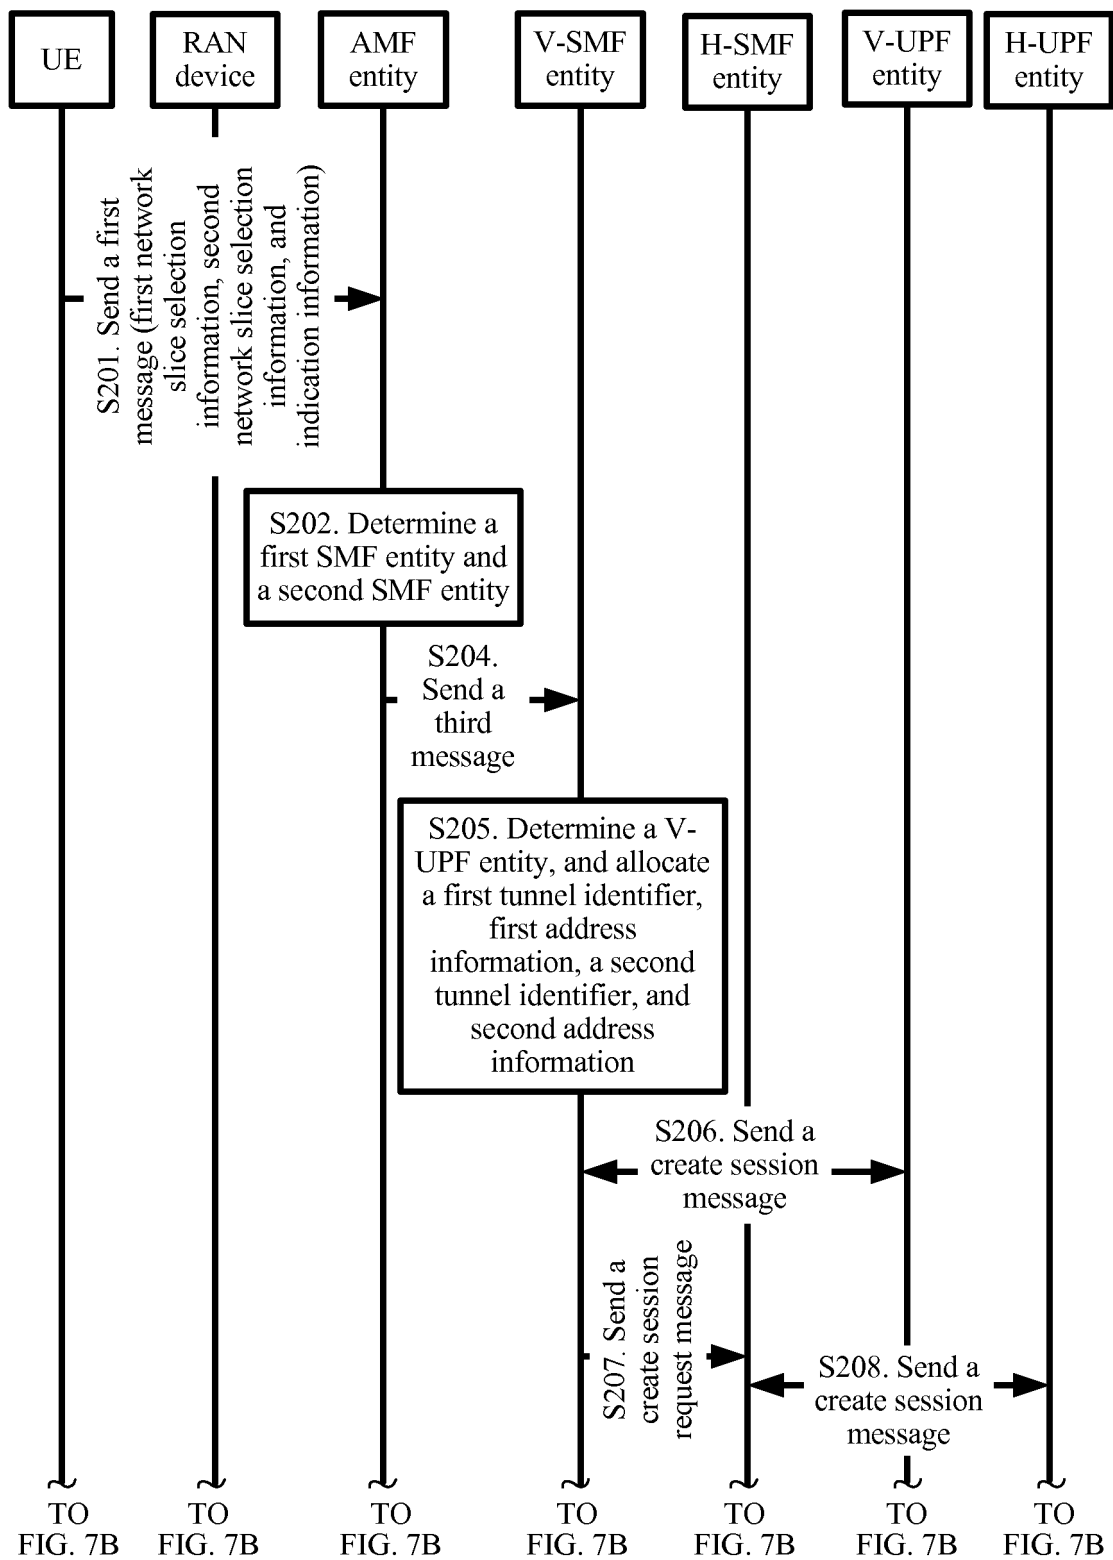 UE
RAN
device
AMF
entity
V-SMF
entity
H-SMF
entity
V-UPF
entity
H-UPF
entity
S201. Send a first
message (first network
slice selection
information, second
network slice selection
information, and
indication information)
S202. Determine a
first SMF entity and
a second SMF entity
S204.
Send a
third
message
S205. Determine a V-
UPF entity, and allocate
a first tunnel identifier,
first address
information, a second
tunnel identifier, and
second address
information
S206. Send a
create session
message
S207. Send a
create session
request message
S208. Send a
create session
message
TO
FIG. 7B
TO
FIG. 7B
TO
FIG. 7B
TO
FIG. 7B
TO
FIG. 7B
TO
FIG. 7B
TO
FIG. 7B